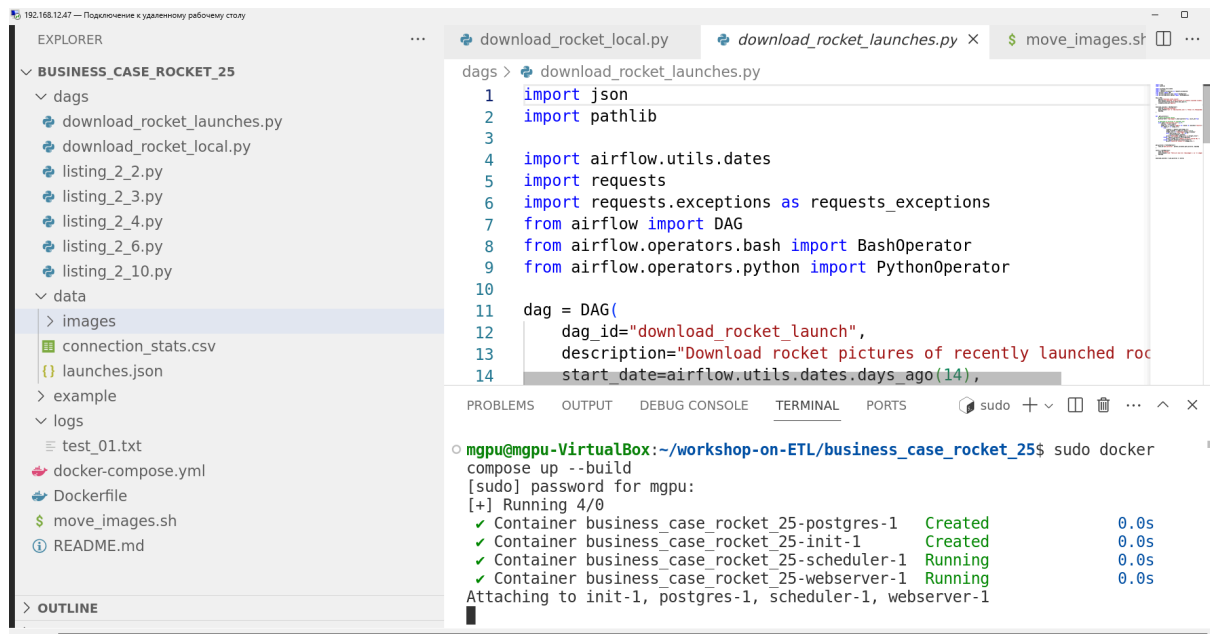 192.168.12.47 — Подключение к удаленному рабочему столу
EXPLORER
BUSINESS_CASE_ROCKET_25
dags
download_rocket_launches.py
download_rocket_local.py
listing_2_2.py
listing_2_3.py
listing_2_4.py
listing_2_6.py
listing_2_10.py
data
images
connection_stats.csv
launches.json
example
logs
test_01.txt
docker-compose.yml
Dockerfile
move_images.sh
README.md
OUTLINE
download_rocket_local.py download_rocket_launches.py move_images.sh
dags > download_rocket_launches.py
1 import json
2 import pathlib
3
4 import airflow.utils.dates
5 import requests
6 import requests.exceptions as requests_exceptions
7 from airflow import DAG
8 from airflow.operators.bash import BashOperator
9 from airflow.operators.python import PythonOperator
10
11 dag = DAG(
12 dag_id="download_rocket_launch",
13 description="Download rocket pictures of recently launched roc
14 start_date=airflow.utils.dates.days_ago(14),
PROBLEMS OUTPUT DEBUG CONSOLE TERMINAL PORTS sudo
mgpu@mgpu-VirtualBox:~/workshop-on-ETL/business_case_rocket_25$ sudo docker
compose up --build
[sudo] password for mgpu:
[+] Running 4/0
✔ Container business_case_rocket_25-postgres-1 Created 0.0s
✔ Container business_case_rocket_25-init-1 Created 0.0s
✔ Container business_case_rocket_25-scheduler-1 Running 0.0s
✔ Container business_case_rocket_25-webserver-1 Running 0.0s
Attaching to init-1, postgres-1, scheduler-1, webserver-1